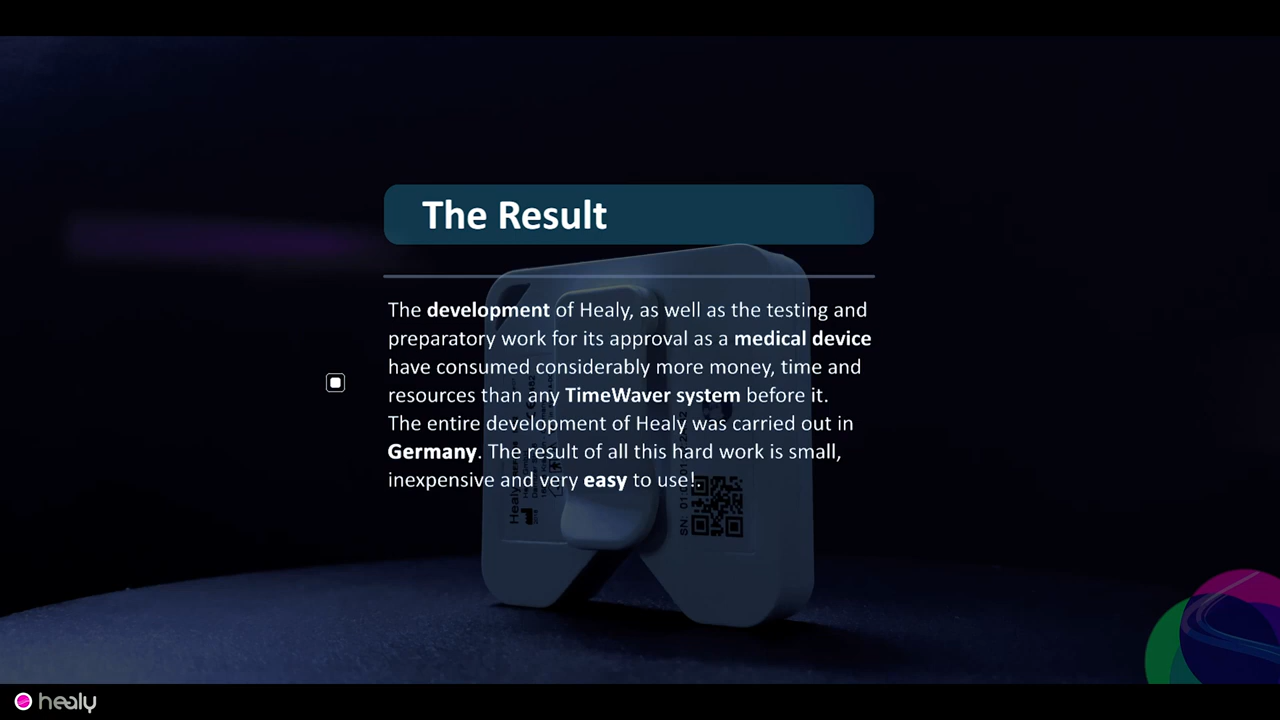 The Result
The development of Healy, as well as the testing and
preparatory work for its approval as a medical device
have consumed considerably more money, time and
resources than any TimeWaver system before it.
The entire development of Healy was carried out in
Germany. The result of all this hard work is small,
inexpensive and very easy to use!.
Healy
SN:
healy